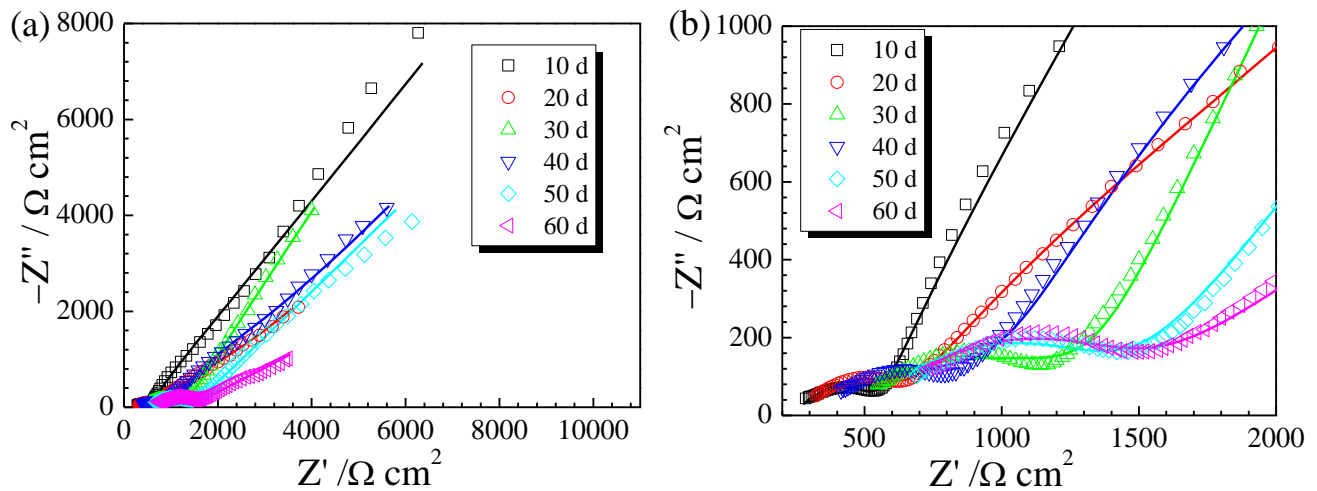 (a)
8000
6000
4000
2000
0
–Z'' / Ω cm²
10 d
20 d
30 d
40 d
50 d
60 d
0 2000 4000 6000 8000 10000
Z' /Ω cm²
(b)
1000
800
600
400
200
0
–Z'' / Ω cm²
10 d
20 d
30 d
40 d
50 d
60 d
500 1000 1500 2000
Z' /Ω cm²